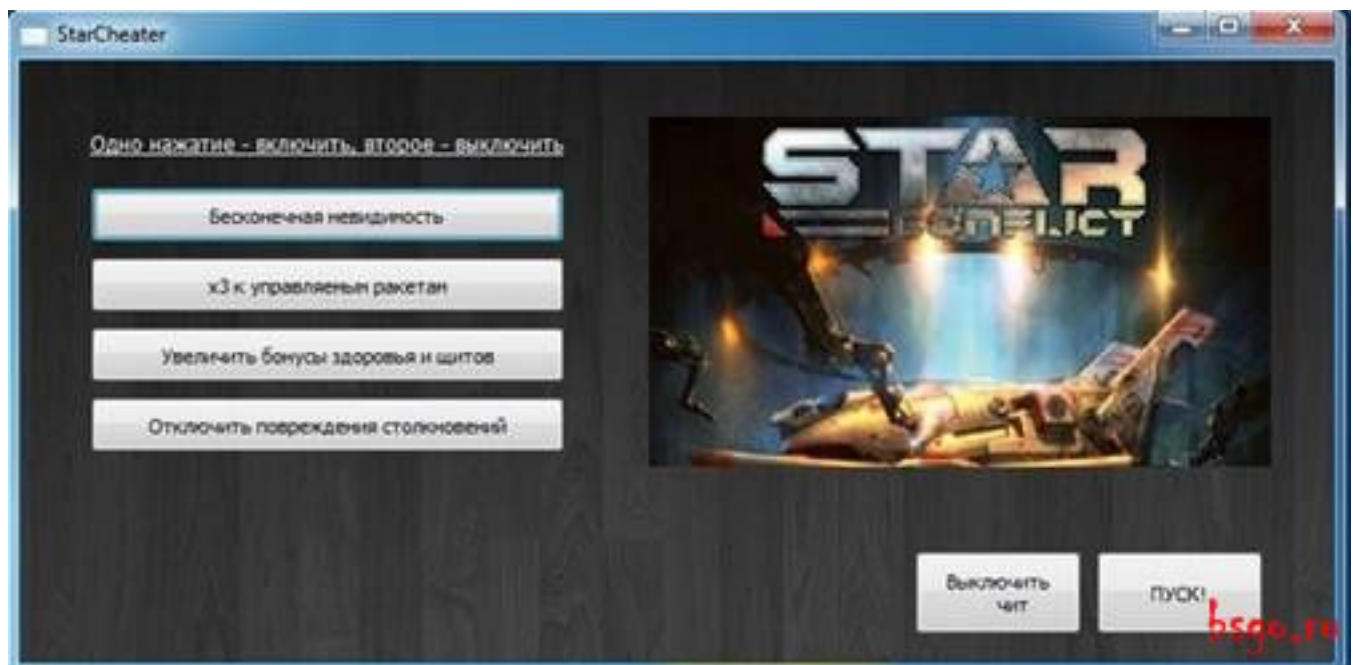 StarCheater
Одно нажатие - включить, второе - выключить
Бесконечная невидимость
х3 к управляемым ракетам
Увеличить бонусы здоровья и щитов
Отключить повреждения столкновений
STAR
CONFLICT
Выключить
чит
ПУСК!
bsgo.ru